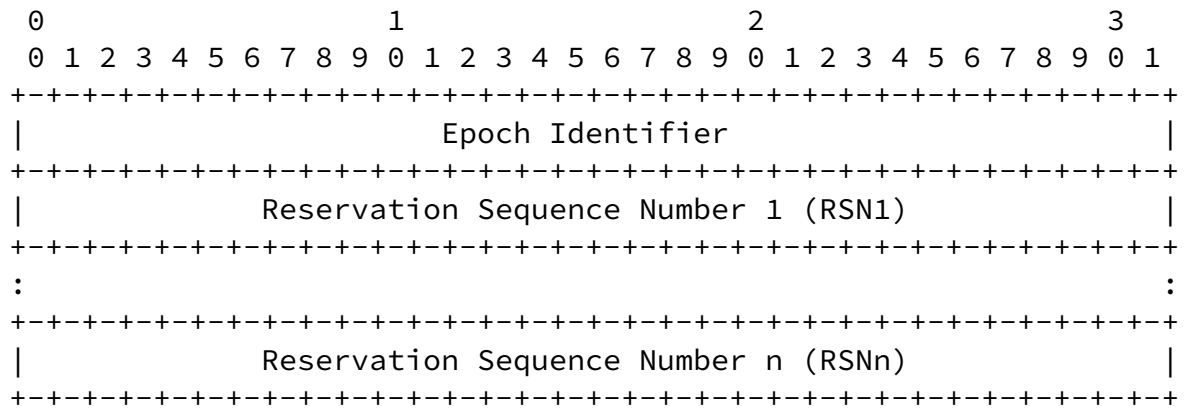 0                   1                   2                   3
 0 1 2 3 4 5 6 7 8 9 0 1 2 3 4 5 6 7 8 9 0 1 2 3 4 5 6 7 8 9 0 1
+-+-+-+-+-+-+-+-+-+-+-+-+-+-+-+-+-+-+-+-+-+-+-+-+-+-+-+-+-+-+-+-+
|                       Epoch Identifier                        |
+-+-+-+-+-+-+-+-+-+-+-+-+-+-+-+-+-+-+-+-+-+-+-+-+-+-+-+-+-+-+-+-+
|             Reservation Sequence Number 1 (RSN1)              |
+-+-+-+-+-+-+-+-+-+-+-+-+-+-+-+-+-+-+-+-+-+-+-+-+-+-+-+-+-+-+-+-+
:                                                               :
+-+-+-+-+-+-+-+-+-+-+-+-+-+-+-+-+-+-+-+-+-+-+-+-+-+-+-+-+-+-+-+-+
|             Reservation Sequence Number n (RSNn)              |
+-+-+-+-+-+-+-+-+-+-+-+-+-+-+-+-+-+-+-+-+-+-+-+-+-+-+-+-+-+-+-+-+